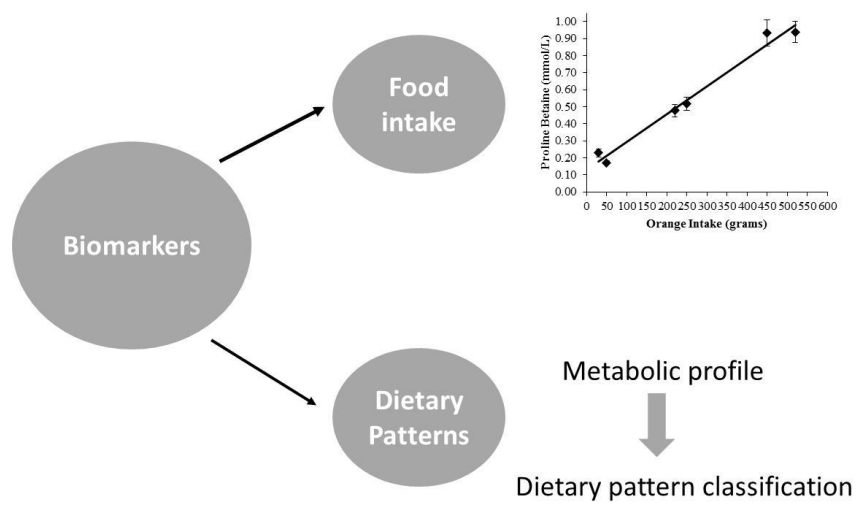 Biomarkers
Food
intake
Proline Betaine (mmol/L)
1.00
0.90
0.80
0.70
0.60
0.50
0.40
0.30
0.20
0.10
0.00
0 50 100 150 200 250 300 350 400 450 500 550 600
Orange Intake (grams)
Dietary
Patterns
Metabolic profile
Dietary pattern classification